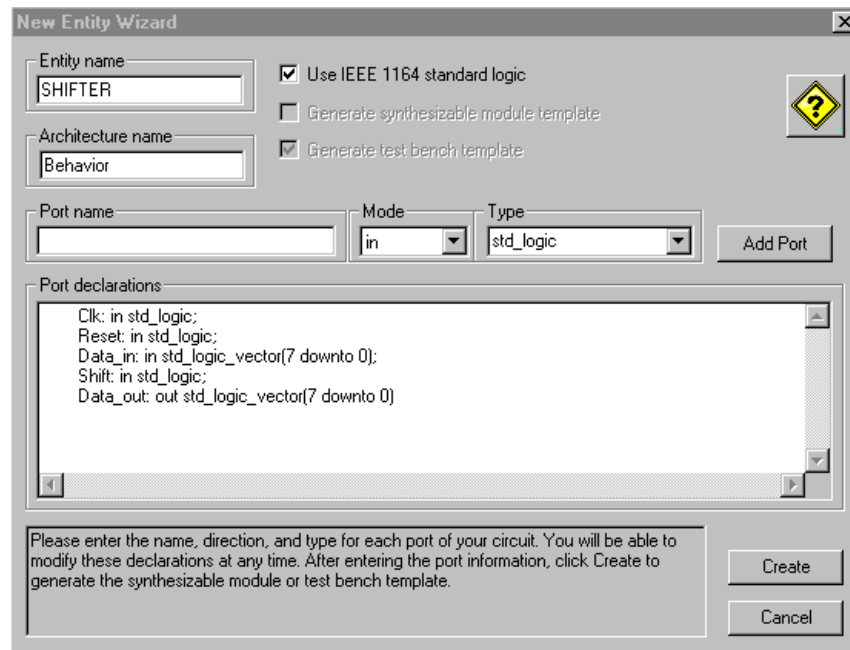 New Entity Wizard
Entity name
SHIFTER
Use IEEE 1164 standard logic
Generate synthesizable module template
Architecture name
Behavior
Generate test bench template
Port name
Mode
in
Type
std_logic
Add Port
Port declarations
Clk: in std_logic;
Reset: in std_logic;
Data_in: in std_logic_vector(7 downto 0);
Shift: in std_logic;
Data_out: out std_logic_vector(7 downto 0)
Please enter the name, direction, and type for each port of your circuit. You will be able to
modify these declarations at any time. After entering the port information, click Create to
generate the synthesizable module or test bench template.
Create
Cancel